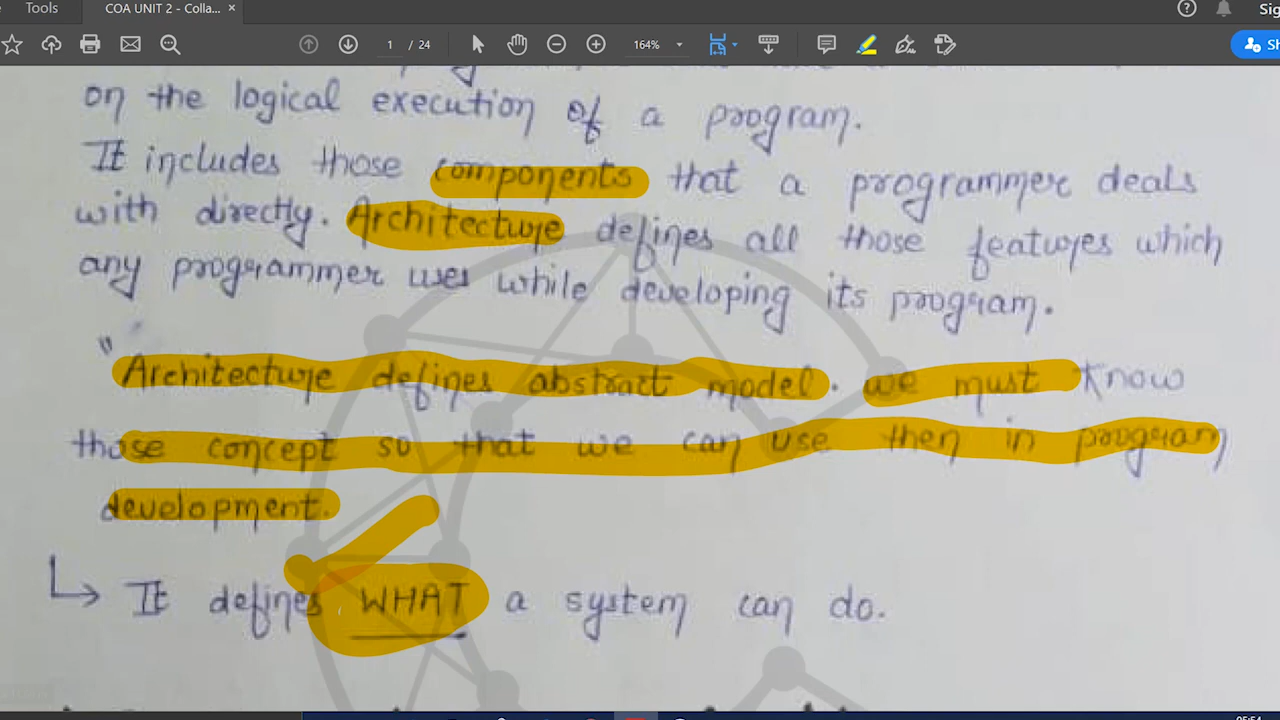 Tools COA UNIT 2 - Colla... × Sig
1 / 24 164%
on the logical execution of a program.
It includes those components that a programmer deals
with directly. Architecture defines all those features which
any programmer uses while developing its program.
"Architecture defines abstract model. we must know
those concept so that we can use then in program
development.
↳ It defines WHAT a system can do.